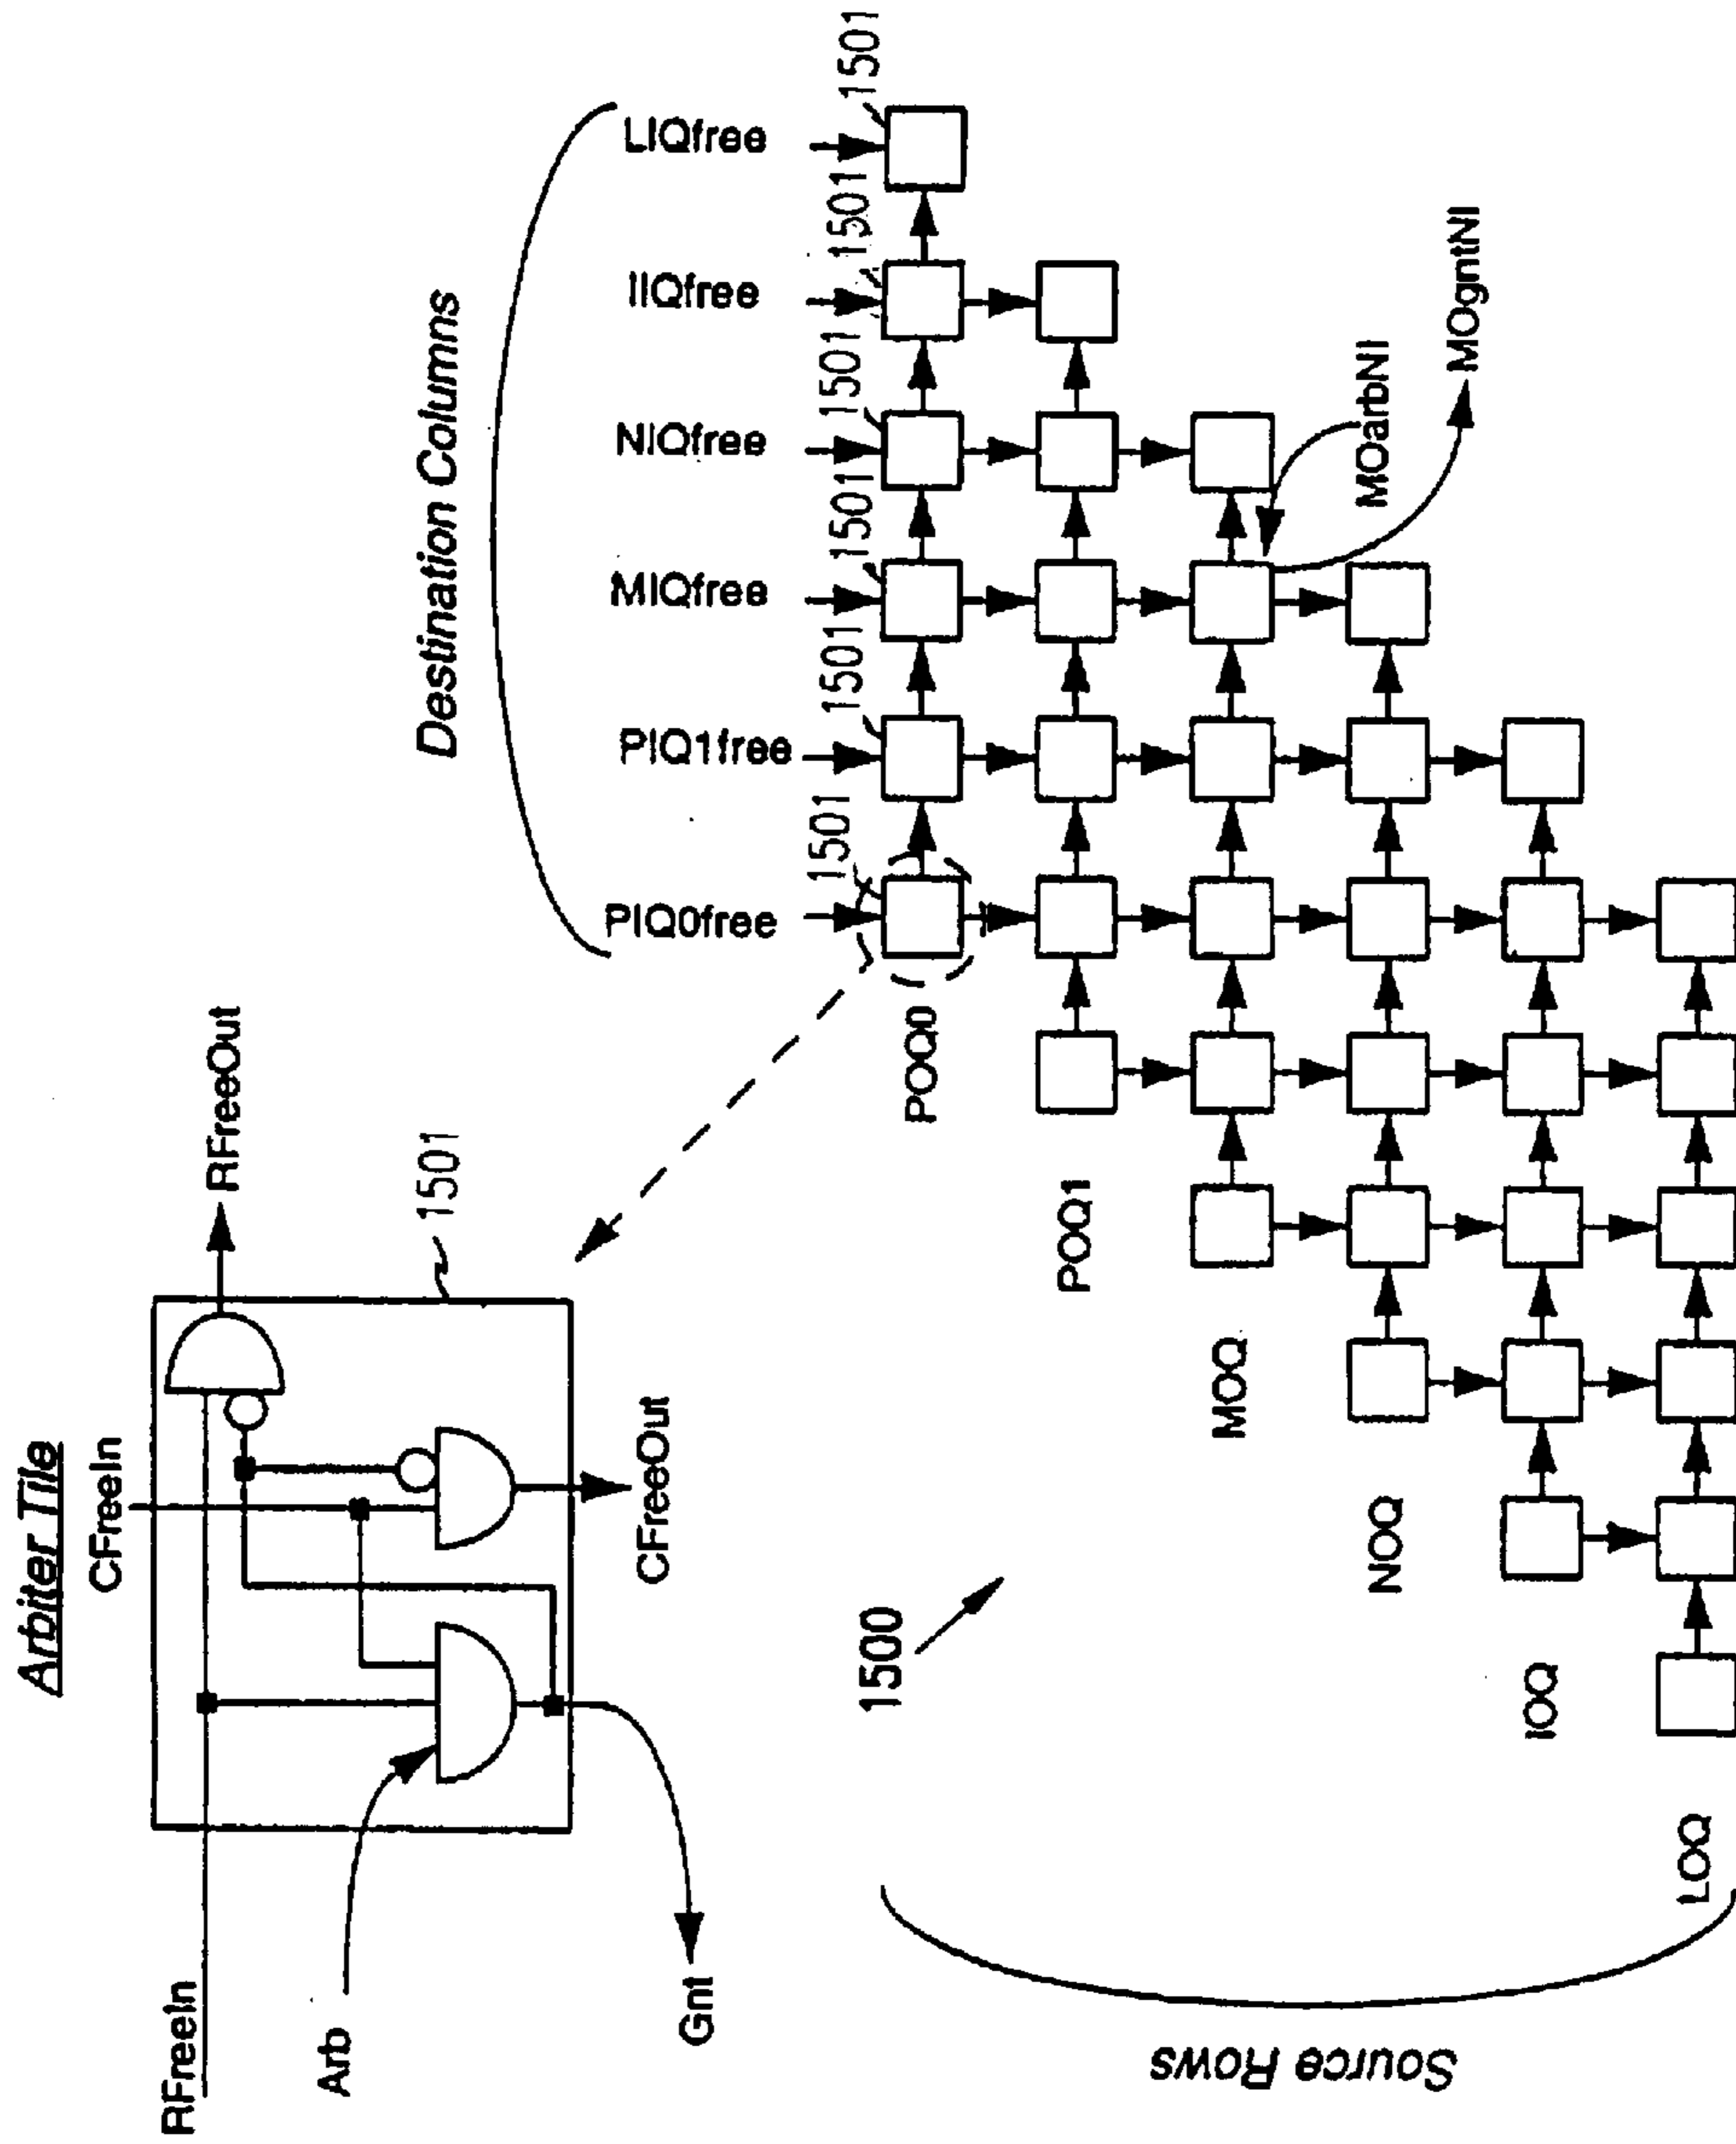 Arbiter Tile
CFreeIn
RFreeIn
RFreeOut
Arb
1501
Gnt
CFreeOut
Destination Columns
PIQ0free
PIQ1free
MIQfree
NIQfree
IIQfree
LIQfree
1501
1501
1501
1501
1501
1501
1500
POQ0
POQ1
MOQ
NOQ
IOQ
LOQ
MOarbNI
MOgntNI
Source Rows